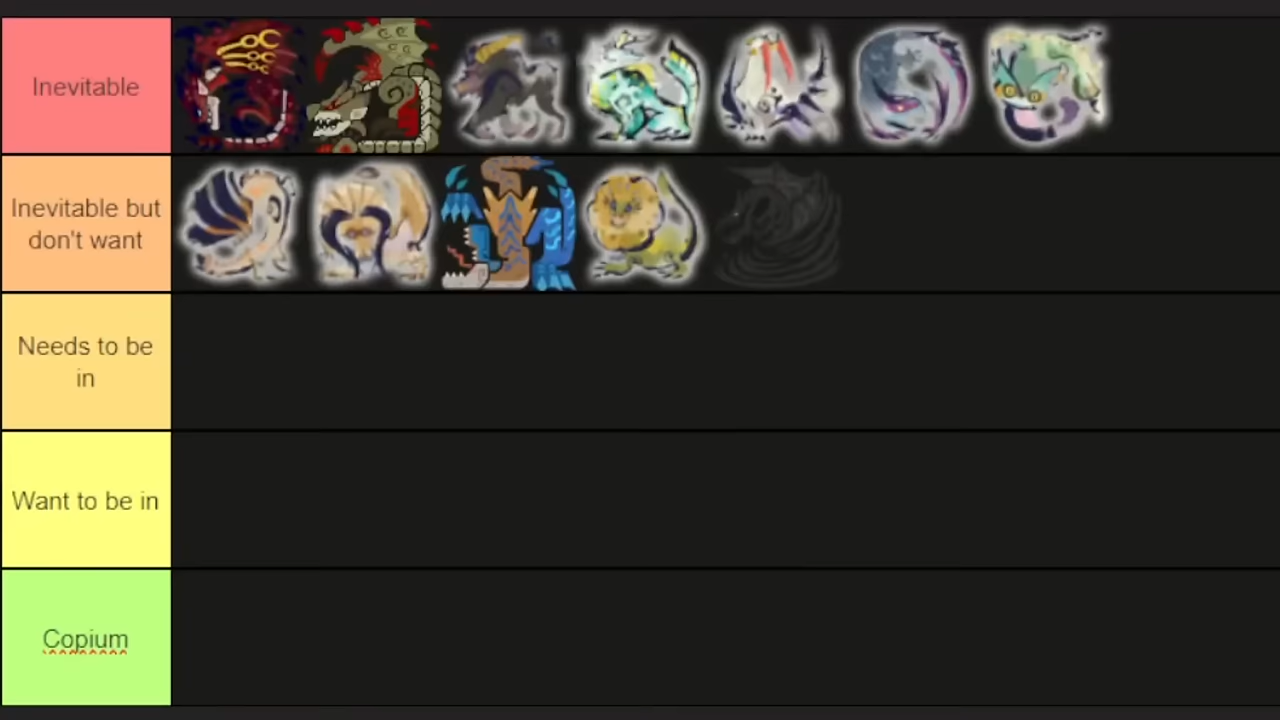 Inevitable
Inevitable but
don't want
Needs to be
in
Want to be in
Copium